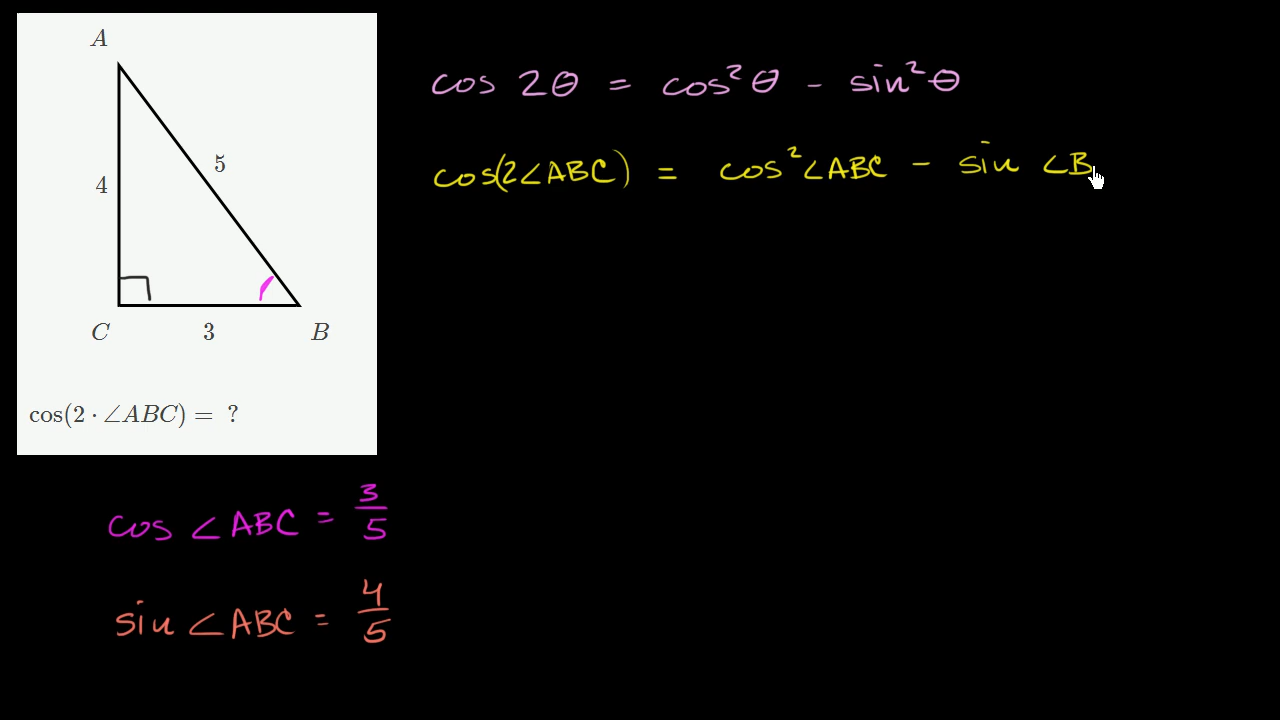 A
cos 2θ = cos²θ - sin²θ
5
cos(2∠ABC) = cos²∠ABC - sin ∠B
4
C 3 B
cos(2 · ∠ABC) = ?
cos ∠ABC = 3/5
sin ∠ABC = 4/5